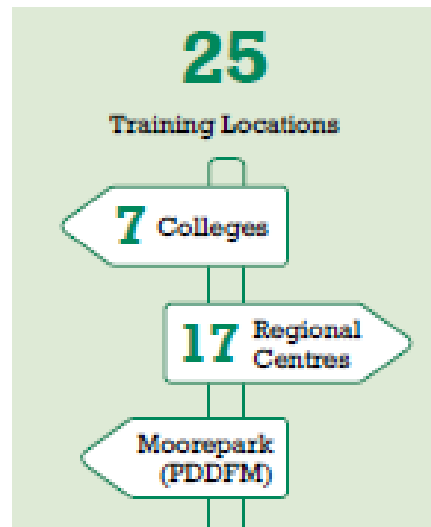 25
Training Locations
7 Colleges
17 Regional
Centres
Moorepark
(PDDFM)